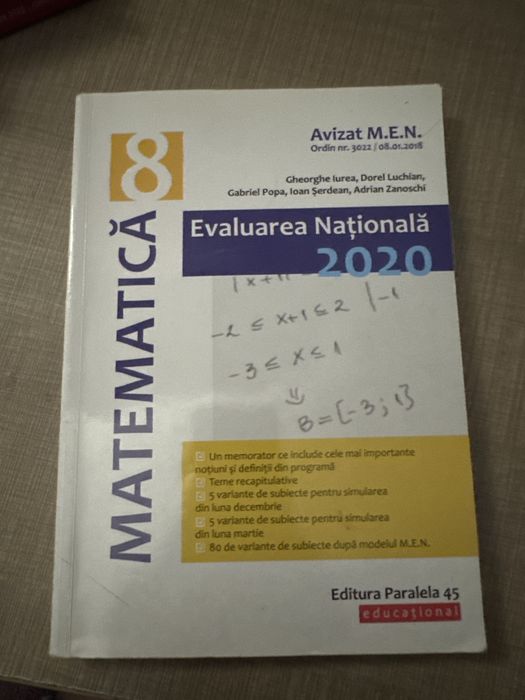 Avizat M.E.N.
Ordin nr. 3022 / 08.01.2018
Gheorghe Iurea, Dorel Luchian,
Gabriel Popa, Ioan Șerdean, Adrian Zanoschi
8
MATEMATICĂ
Evaluarea Națională
2020
-2 ≤ x+1 ≤ 2 |-1
-3 ≤ x ≤ 1
⇓
B=[-3; 1]
Un memorator ce include cele mai importante
noțiuni și definiții din programă
Teme recapitulative
5 variante de subiecte pentru simularea
din luna decembrie
5 variante de subiecte pentru simularea
din luna martie
80 de variante de subiecte după modelul M.E.N.
Editura Paralela 45
educațional